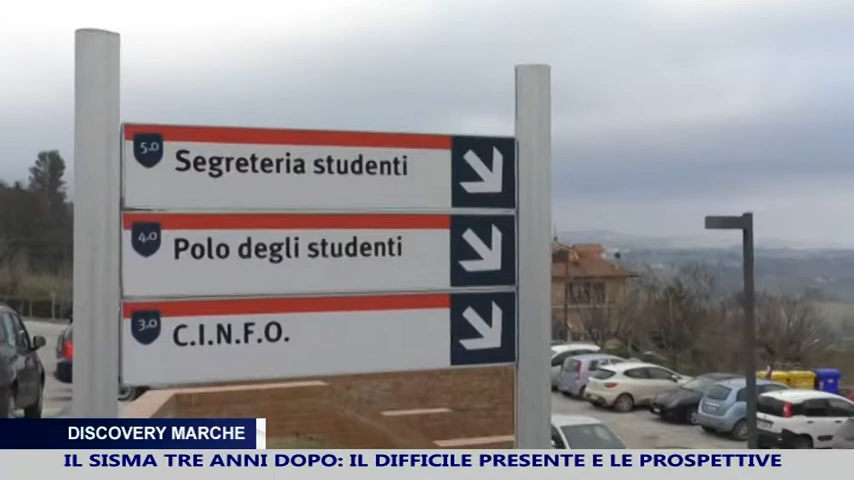 5.0 Segreteria studenti
4.0 Polo degli studenti
3.0 C.I.N.F.O.
DISCOVERY MARCHE
IL SISMA TRE ANNI DOPO: IL DIFFICILE PRESENTE E LE PROSPETTIVE